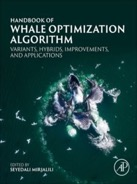 HANDBOOK OF
WHALE OPTIMIZATION
ALGORITHM
VARIANTS, HYBRIDS, IMPROVEMENTS,
AND APPLICATIONS
EDITED BY
SEYEDALI MIRJALILI